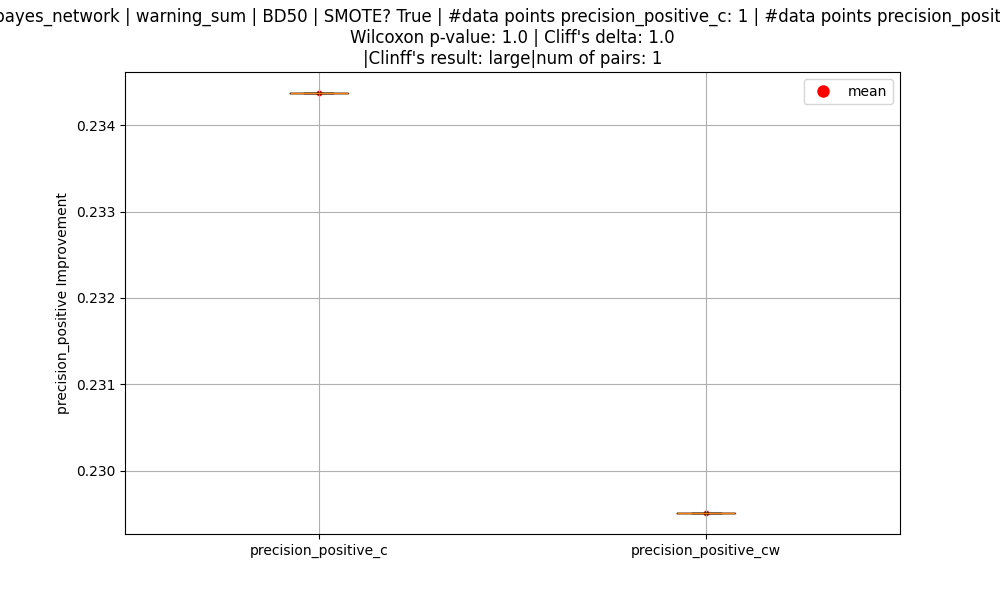 bayes_network | warning_sum | BD50 | SMOTE? True | #data points precision_positive_c: 1 | #data points
Wilcoxon p-value: 1.0 | Cliff's delta: 1.0
|Clinff's result: large|num of pairs: 1
mean
0.234
0.233
0.232
0.231
0.230
precision_positive Improvement
precision_positive_c
precision_positive_cw